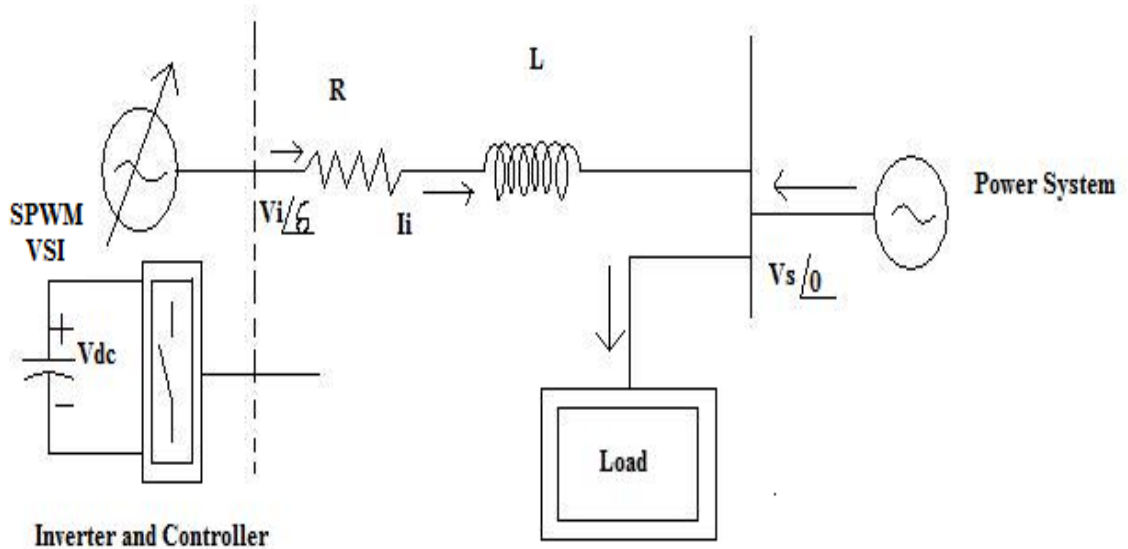 L
R
Power System
SPWM
VSI
Vi/δ
Ii
Vs/0
+
Vdc
−
Load
Inverter and Controller